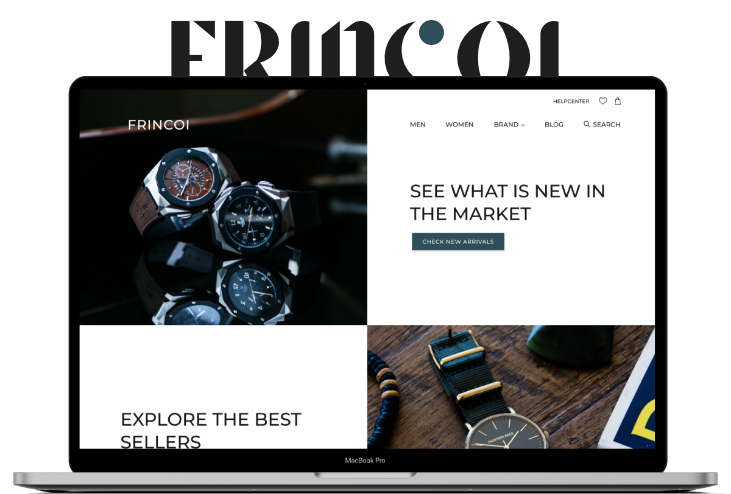 FRINCOI
HELPCENTER
FRINCOI
MEN WOMEN BRAND BLOG SEARCH
SEE WHAT IS NEW IN
THE MARKET
CHECK NEW ARRIVALS
EXPLORE THE BEST
SELLERS
MacBook Pro